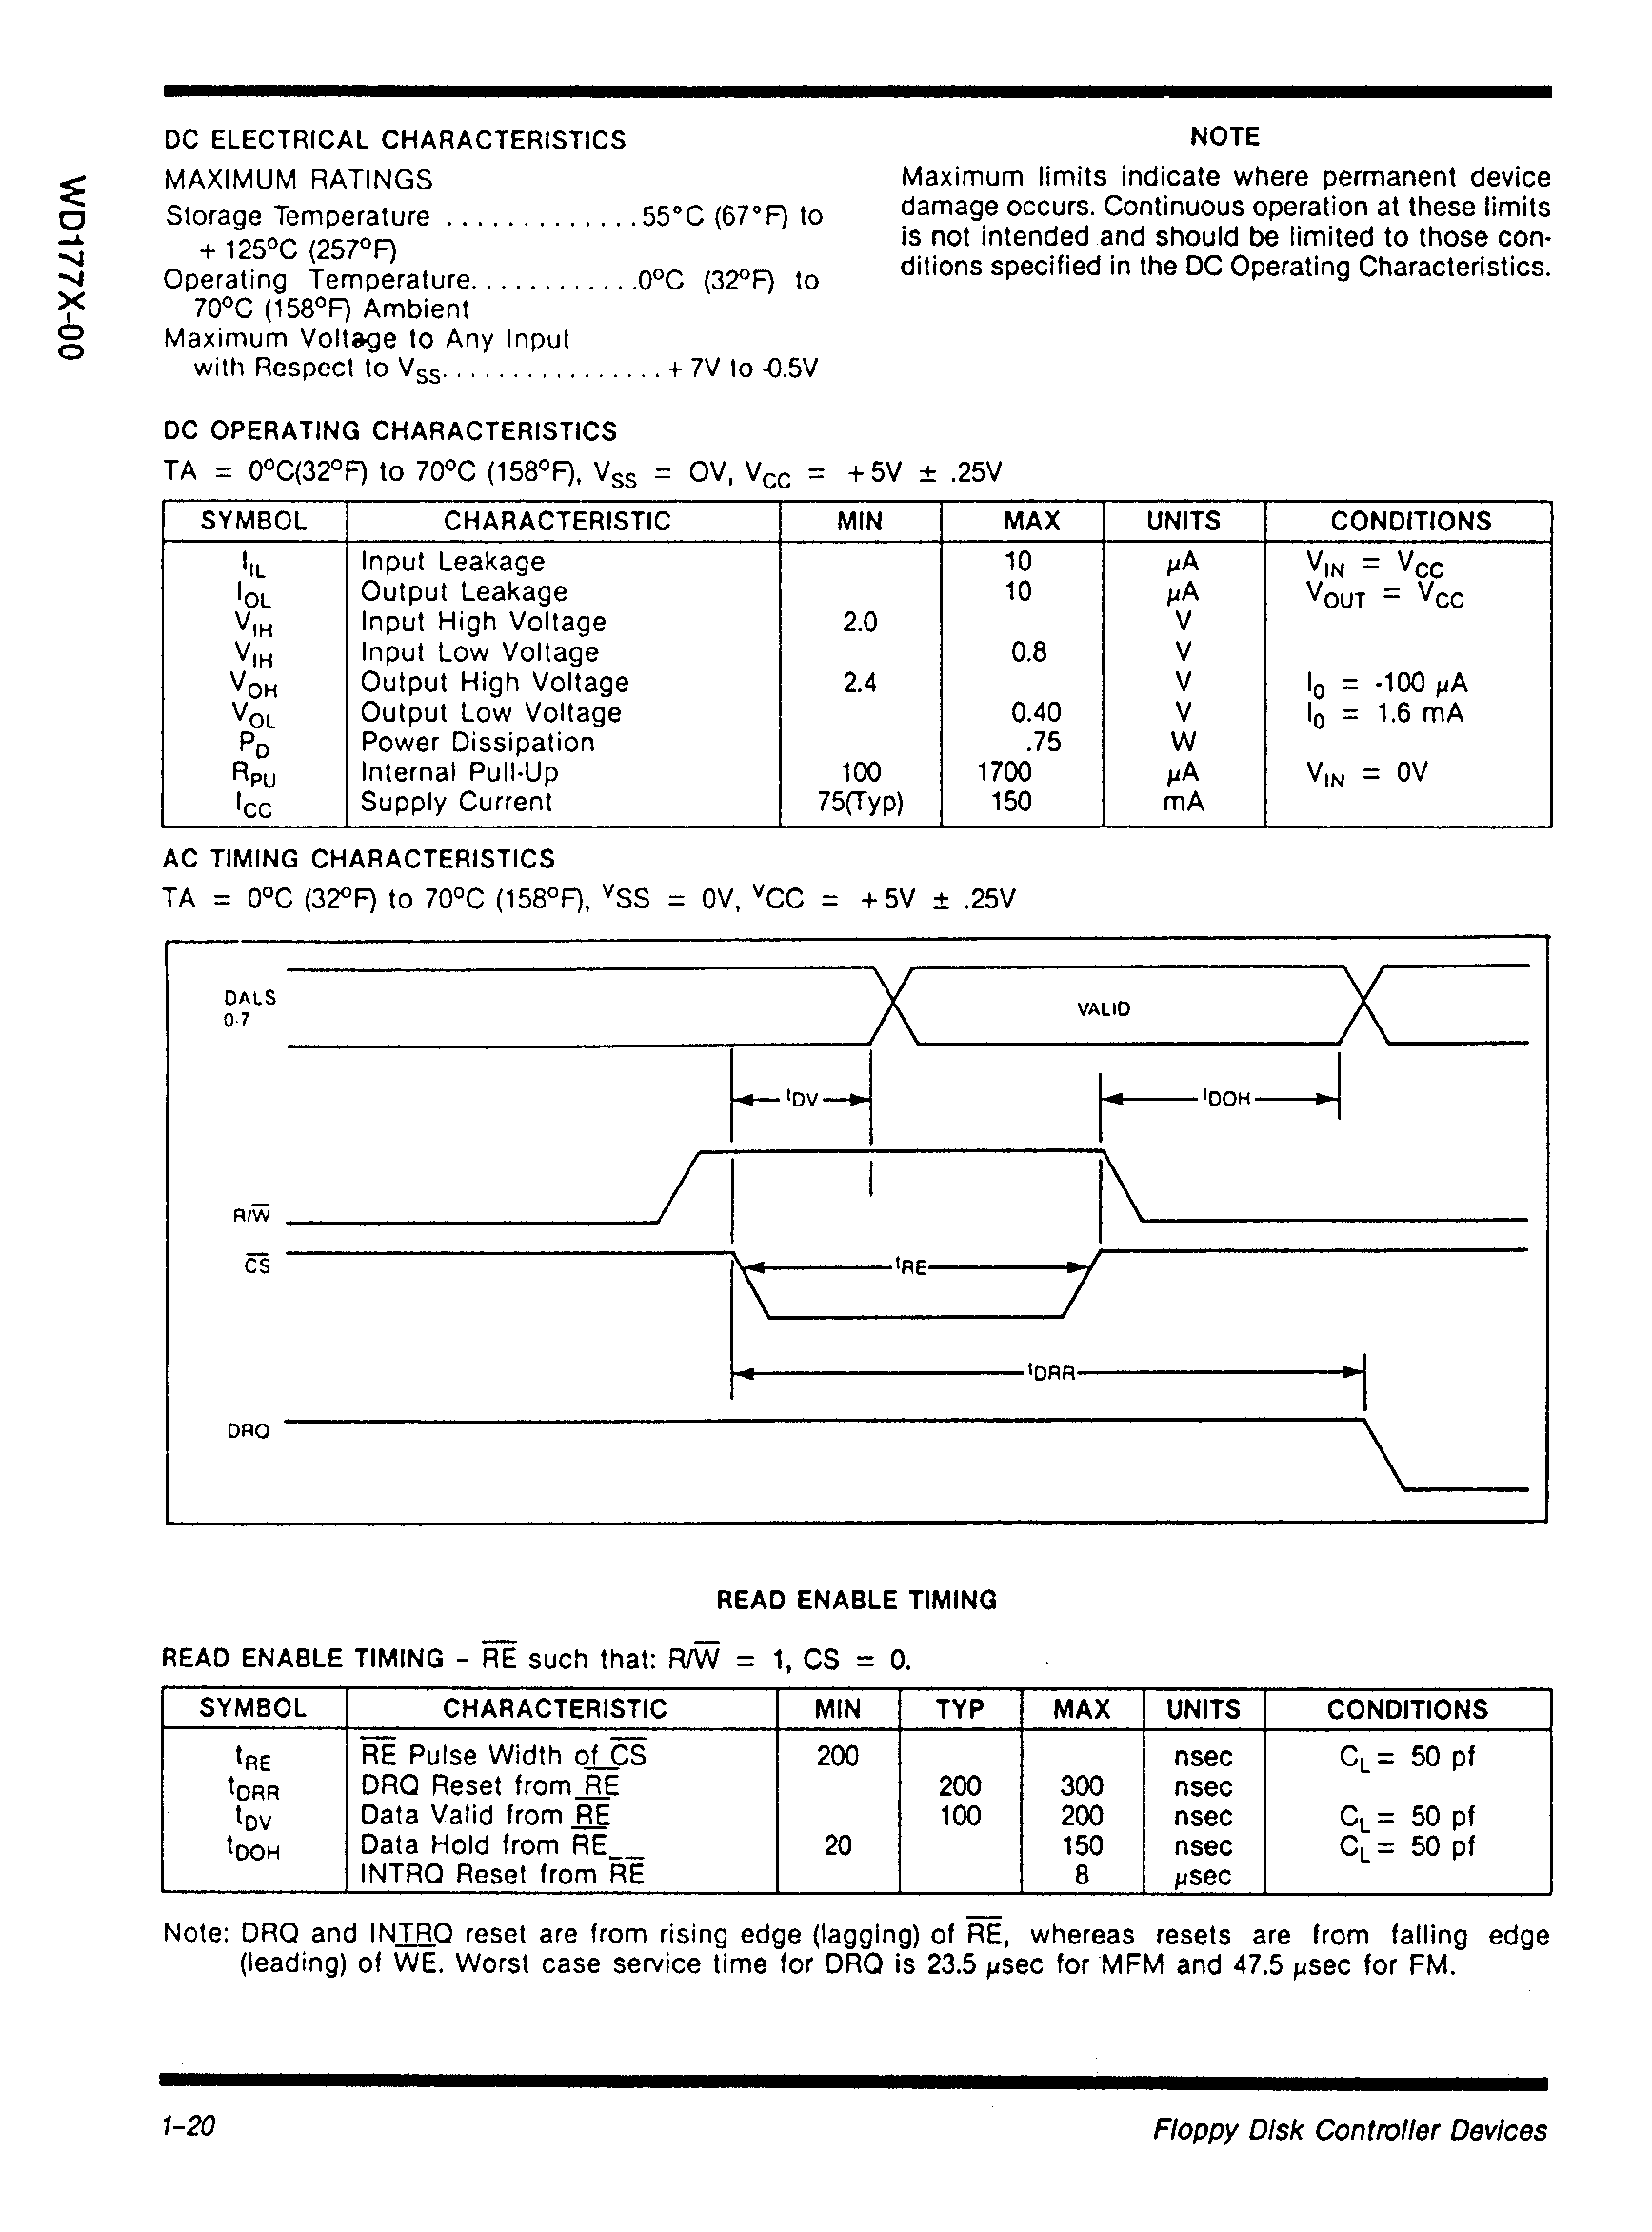 WD177X-00
DC ELECTRICAL CHARACTERISTICS
MAXIMUM RATINGS
Storage Temperature . . . . . . . . . . . . . . 55°C (67°F) to
+ 125°C (257°F)
Operating Temperature. . . . . . . . . . . . .0°C (32°F) to
70°C (158°F) Ambient
Maximum Voltage to Any Input
with Respect to VSS. . . . . . . . . . . . . . . . + 7V to -0.5V
NOTE
Maximum limits indicate where permanent device
damage occurs. Continuous operation at these limits
is not intended and should be limited to those con-
ditions specified in the DC Operating Characteristics.
DC OPERATING CHARACTERISTICS
TA = 0°C(32°F) to 70°C (158°F), VSS = OV, VCC = +5V ± .25V
SYMBOL CHARACTERISTIC MIN MAX UNITS CONDITIONS
IIL Input Leakage 10 µA VIN = VCC
IOL Output Leakage 10 µA VOUT = VCC
VIH Input High Voltage 2.0 V
VIH Input Low Voltage 0.8 V
VOH Output High Voltage 2.4 V I0 = -100 µA
VOL Output Low Voltage 0.40 V I0 = 1.6 mA
PD Power Dissipation .75 W
RPU Internal Pull-Up 100 1700 µA VIN = OV
ICC Supply Current 75(Typ) 150 mA
AC TIMING CHARACTERISTICS
TA = 0°C (32°F) to 70°C (158°F), VSS = OV, VCC = +5V ± .25V
DALS
0-7
VALID
tDV
tDOH
R/W̅
C̅S̅
tRE
tDRR
DRQ
READ ENABLE TIMING
READ ENABLE TIMING – R̅E̅ such that: R/W̅ = 1, CS = 0.
SYMBOL CHARACTERISTIC MIN TYP MAX UNITS CONDITIONS
tRE R̅E̅ Pulse Width of C̅S̅ 200 nsec CL = 50 pf
tDRR DRQ Reset from R̅E̅ 200 300 nsec
tDV Data Valid from R̅E̅ 100 200 nsec CL = 50 pf
tDOH Data Hold from R̅E̅ 20 150 nsec CL = 50 pf
INTRQ Reset from R̅E̅ 8 µsec
Note: DRQ and INTRQ reset are from rising edge (lagging) of R̅E̅, whereas resets are from falling edge
(leading) of W̅E̅. Worst case service time for DRQ is 23.5 µsec for MFM and 47.5 µsec for FM.
1–20
Floppy Disk Controller Devices